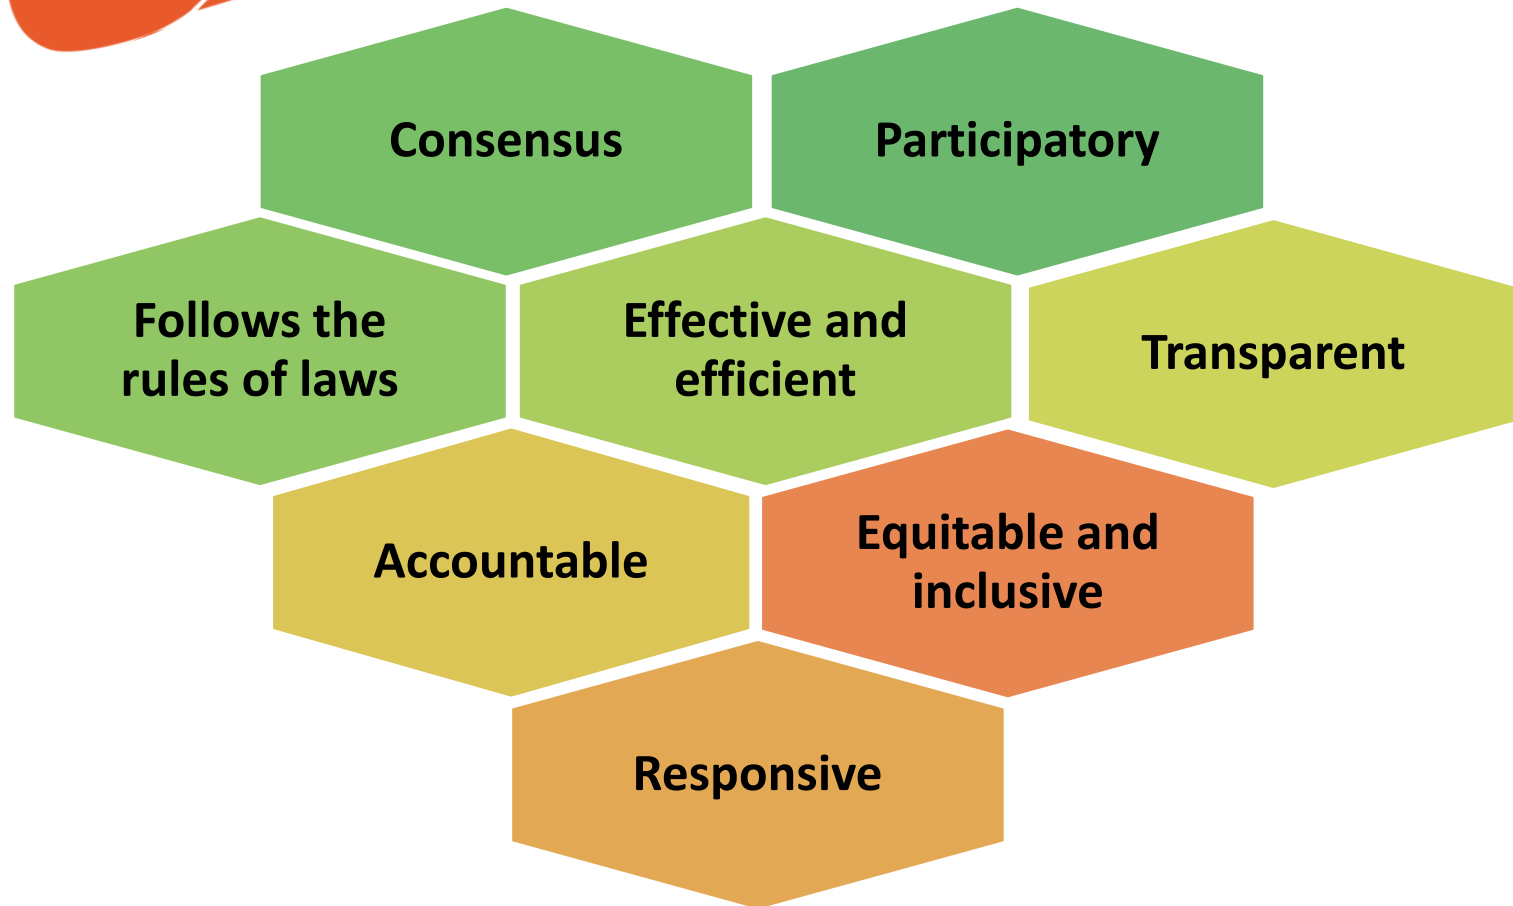 Consensus
Participatory
Follows the
rules of laws
Effective and
efficient
Transparent
Accountable
Equitable and
inclusive
Responsive